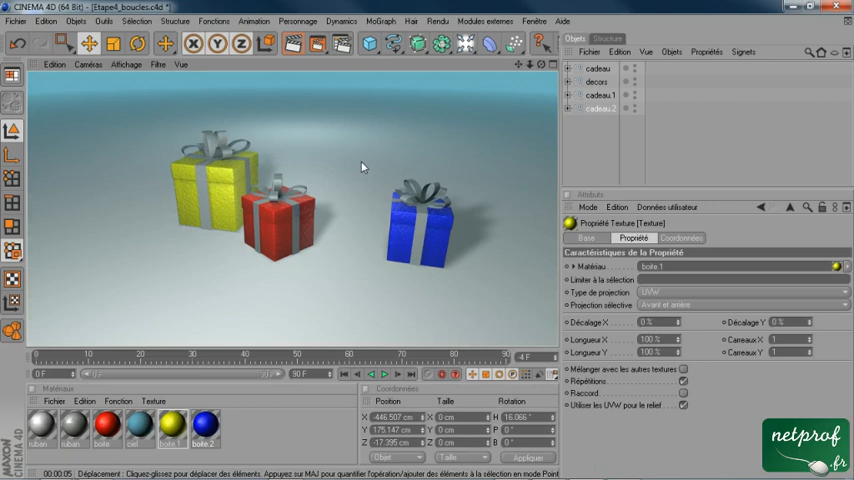 CINEMA 4D (64 Bit) - [Etape4_boucles.c4d *]
Fichier Edition Objets Outils Sélection Structure Fonctions Animation Personnage Dynamics MoGraph Hair Rendu Modules externes Fenêtre Aide
X Y Z
Objets Structure
Fichier Edition Vue Objets Propriétés Signets
Edition Caméras Affichage Filtre Vue
cadeau
decors
cadeau.1
cadeau.2
Attributs
Mode Edition Données utilisateur
Propriété Texture [Texture]
Base Propriété Coordonnées
Caractéristiques de la Propriété
Matériau boite.1
Limiter à la sélection
Type de projection UVW
Projection sélective Avant et arrière
Décalage X 0 % Décalage Y 0 %
Longueur X 100 % Carreaux X 1
Longueur Y 100 % Carreaux Y 1
Mélanger avec les autres textures
Répétitions
Raccord
Utiliser les UVW pour le relief
0 10 20 30 40 50 60 70 80 90 -4 F
0 F 0 F 90 F 90 F
Matériaux
Fichier Edition Fonction Texture
ruban ruban boite ciel boite.1 boite.2
Coordonnées
Position Taille Rotation
X -446.507 cm X 0 cm H 16.066 °
Y 175.147 cm Y 0 cm P 0 °
Z -17.395 cm Z 0 cm B 0 °
Objet Taille Appliquer
MAXON CINEMA 4D
00:00:05 Déplacement : Cliquez-glissez pour déplacer des éléments. Appuyez sur MAJ pour quantifier l'opération/ajouter des éléments à la sélection en mode Point
netprof
.fr